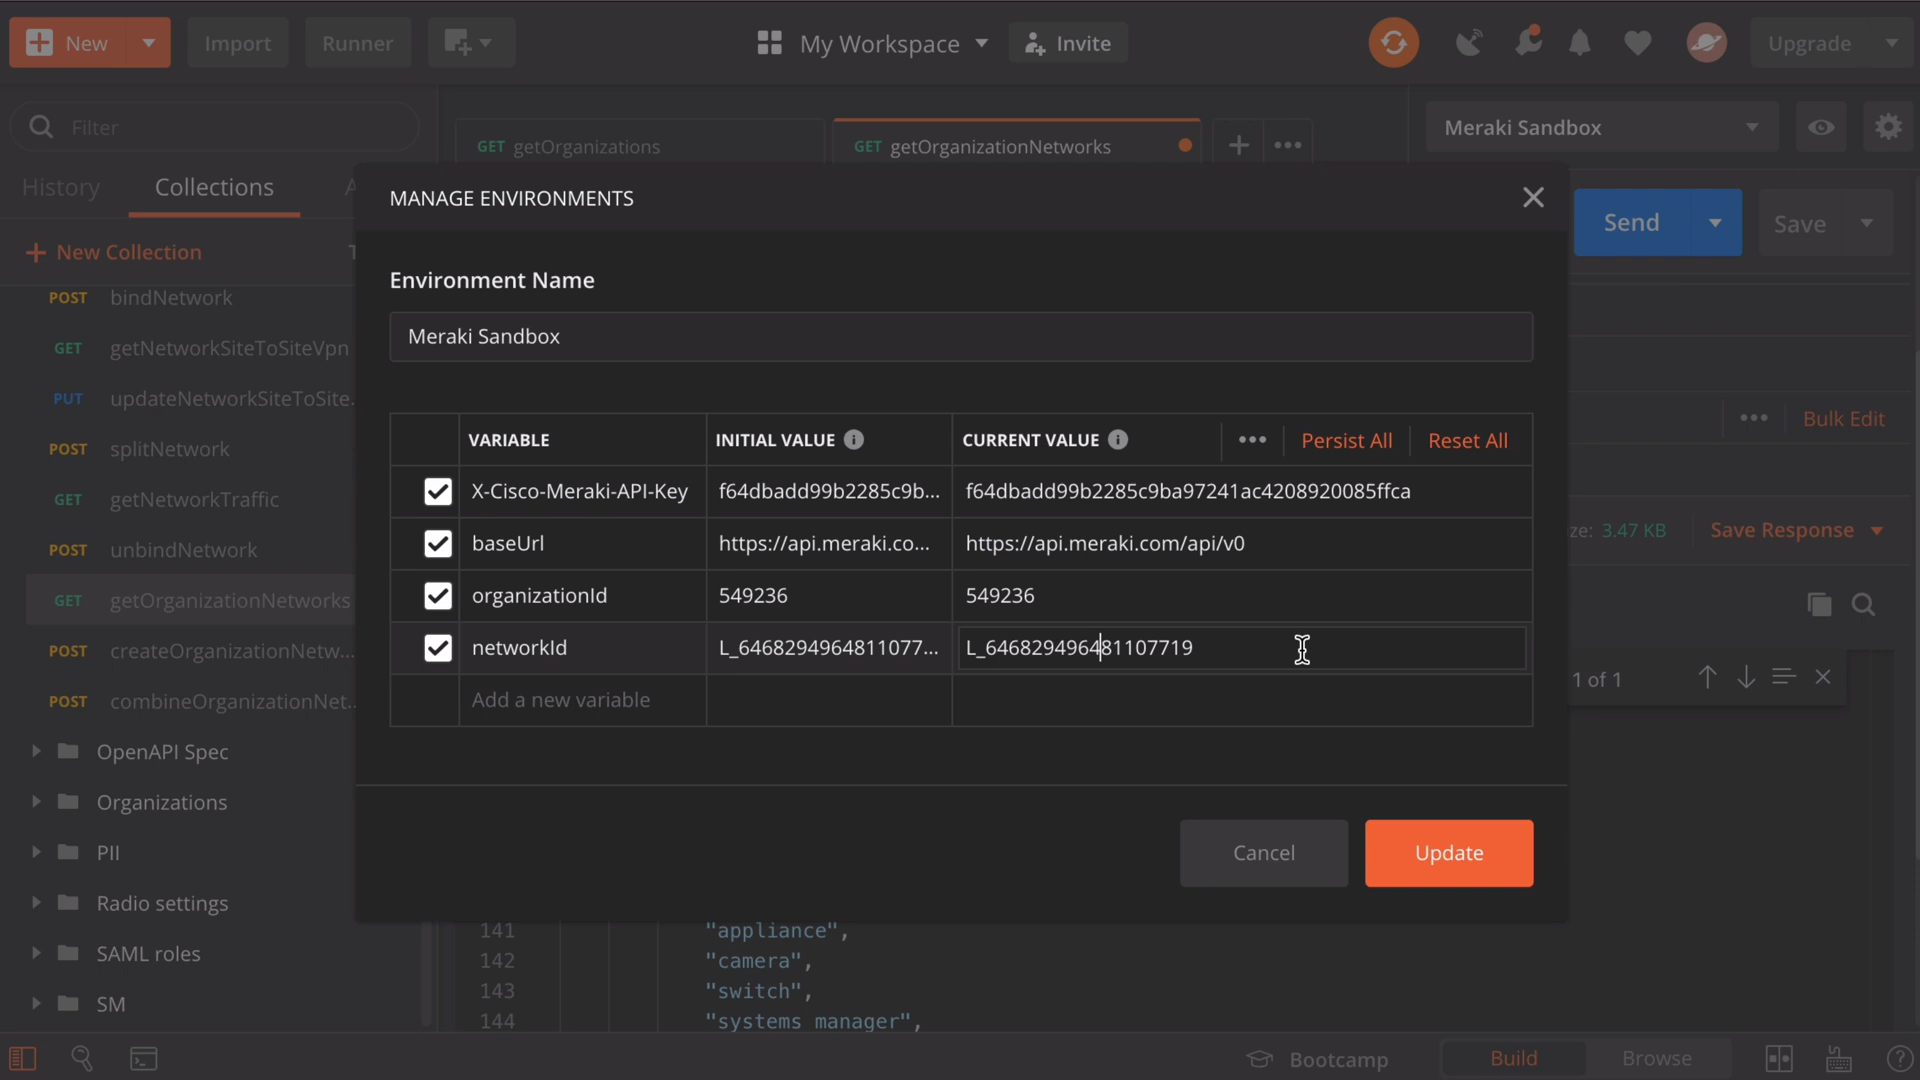 New
Import
Runner
My Workspace
Invite
Upgrade
Filter
GET getOrganizations
GET getOrganizationNetworks
Meraki Sandbox
History
Collections
MANAGE ENVIRONMENTS
Send
Save
New Collection
Environment Name
Meraki Sandbox
POST bindNetwork
GET getNetworkSiteToSiteVpn
PUT updateNetworkSiteToSite...
POST splitNetwork
GET getNetworkTraffic
POST unbindNetwork
GET getOrganizationNetworks
POST createOrganizationNetw...
POST combineOrganizationNet...
OpenAPI Spec
Organizations
PII
Radio settings
SAML roles
SM
VARIABLE INITIAL VALUE CURRENT VALUE Persist All Reset All
X-Cisco-Meraki-API-Key f64dbadd99b2285c9b... f64dbadd99b2285c9ba97241ac4208920085ffca
baseUrl https://api.meraki.co... https://api.meraki.com/api/v0
organizationId 549236 549236
networkId L_6468294964811077... L_646829496481107719
Add a new variable
Cancel
Update
Bulk Edit
ze: 3.47 KB
Save Response
1 of 1
141 "appliance",
142 "camera",
143 "switch",
144 "systems manager",
Bootcamp
Build
Browse